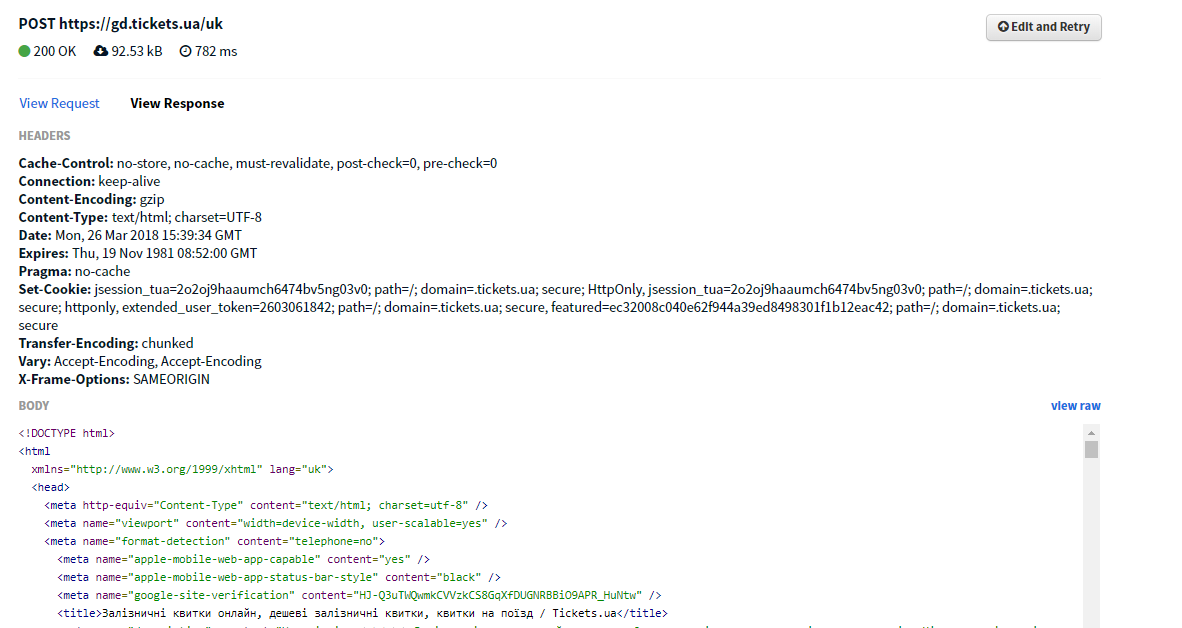 POST https://gd.tickets.ua/uk
Edit and Retry
200 OK 92.53 kB 782 ms
View Request View Response
HEADERS
Cache-Control: no-store, no-cache, must-revalidate, post-check=0, pre-check=0
Connection: keep-alive
Content-Encoding: gzip
Content-Type: text/html; charset=UTF-8
Date: Mon, 26 Mar 2018 15:39:34 GMT
Expires: Thu, 19 Nov 1981 08:52:00 GMT
Pragma: no-cache
Set-Cookie: jsession_tua=2o2oj9haaumch6474bv5ng03v0; path=/; domain=.tickets.ua; secure; HttpOnly, jsession_tua=2o2oj9haaumch6474bv5ng03v0; path=/; domain=.tickets.ua;
secure; httponly, extended_user_token=2603061842; path=/; domain=.tickets.ua; secure, featured=ec32008c040e62f944a39ed8498301f1b12eac42; path=/; domain=.tickets.ua;
secure
Transfer-Encoding: chunked
Vary: Accept-Encoding, Accept-Encoding
X-Frame-Options: SAMEORIGIN
BODY view raw
<!DOCTYPE html>
<html
xmlns="http://www.w3.org/1999/xhtml" lang="uk">
<head>
<meta http-equiv="Content-Type" content="text/html; charset=utf-8" />
<meta name="viewport" content="width=device-width, user-scalable=yes" />
<meta name="format-detection" content="telephone=no">
<meta name="apple-mobile-web-app-capable" content="yes" />
<meta name="apple-mobile-web-app-status-bar-style" content="black" />
<meta name="google-site-verification" content="HJ-Q3uTWQwmkCVVzkCS8GqXfDUGNRBBiO9APR_HuNtw" />
<title>Залізничні квитки онлайн, дешеві залізничні квитки, квитки на поїзд / Tickets.ua</title>